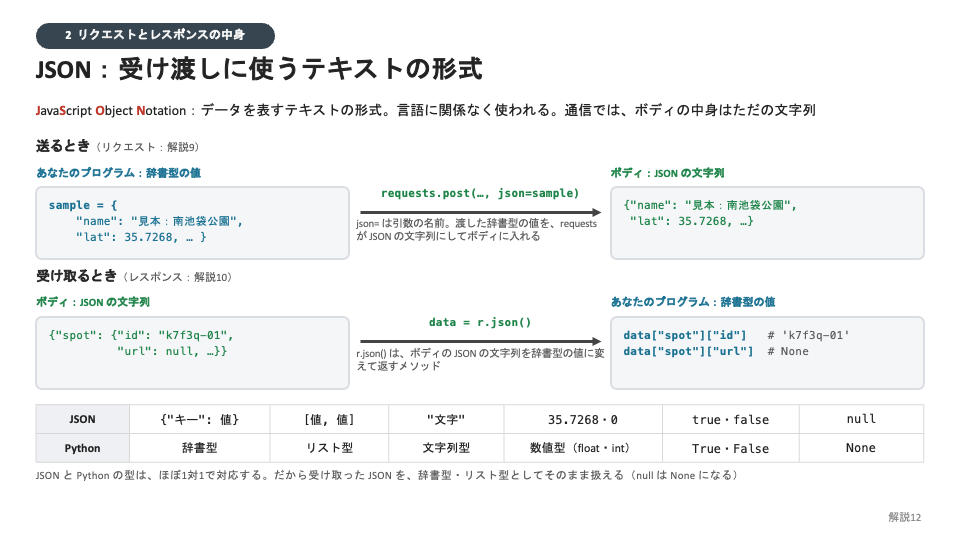 2 リクエストとレスポンスの中身
JSON：受け渡しに使うテキストの形式
JavaScript Object Notation：データを表すテキストの形式。言語に関係なく使われる。通信では、ボディの中身はただの文字列
送るとき（リクエスト：解説9）
あなたのプログラム：辞書型の値
sample = {
"name": "見本：南池袋公園",
"lat": 35.7268, … }
requests.post(…, json=sample)
json= は引数の名前。渡した辞書型の値を、requests
が JSON の文字列にしてボディに入れる
ボディ：JSON の文字列
{"name": "見本：南池袋公園",
"lat": 35.7268, …}
受け取るとき（レスポンス：解説10）
ボディ：JSON の文字列
{"spot": {"id": "k7f3q-01",
"url": null, …}}
data = r.json()
r.json() は、ボディの JSON の文字列を辞書型の値に変
えて返すメソッド
あなたのプログラム：辞書型の値
data["spot"]["id"] # 'k7f3q-01'
data["spot"]["url"] # None
JSON {"キー": 値} [値, 値] "文字" 35.7268・0 true・false null
Python 辞書型 リスト型 文字列型 数値型（float・int） True・False None
JSON と Python の型は、ほぼ1対1で対応する。だから受け取った JSON を、辞書型・リスト型としてそのまま扱える（null は None になる）
解説12